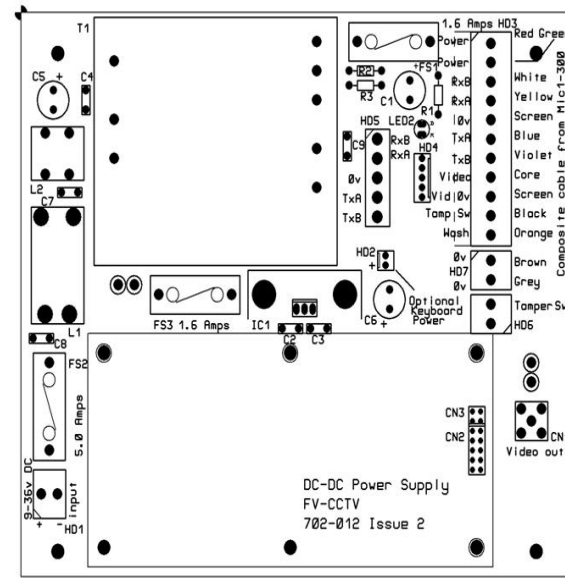 T1
1.6 Amps HD3
Red Green
Power
FS1
Power
R2
C5 +
C4
RxB
White
R3
C1
RxA
Yellow
R1
LED2
0v
Screen
HD5
RxB
TxA
Blue
HD4
RxA
C9
TxB
Violet
L2
0v
Video
Core
C7
TxA
Vid 0v
Screen
TxB
Tamp Sw
Black
Wash
Orange
Composite cable from Mic1-300
HD2
+
0v
Brown
HD7
0v
Grey
Optional
Keyboard
Power
C6 +
Tamper Sw
HD6
FS3 1.6 Amps
IC1
C2
C3
L1
C8
FS2
5.0 Amps
CN3
CN2
CN
Video out
9-36v DC
input
+ -
HD1
DC-DC Power Supply
FV-CCTV
702-012 Issue 2